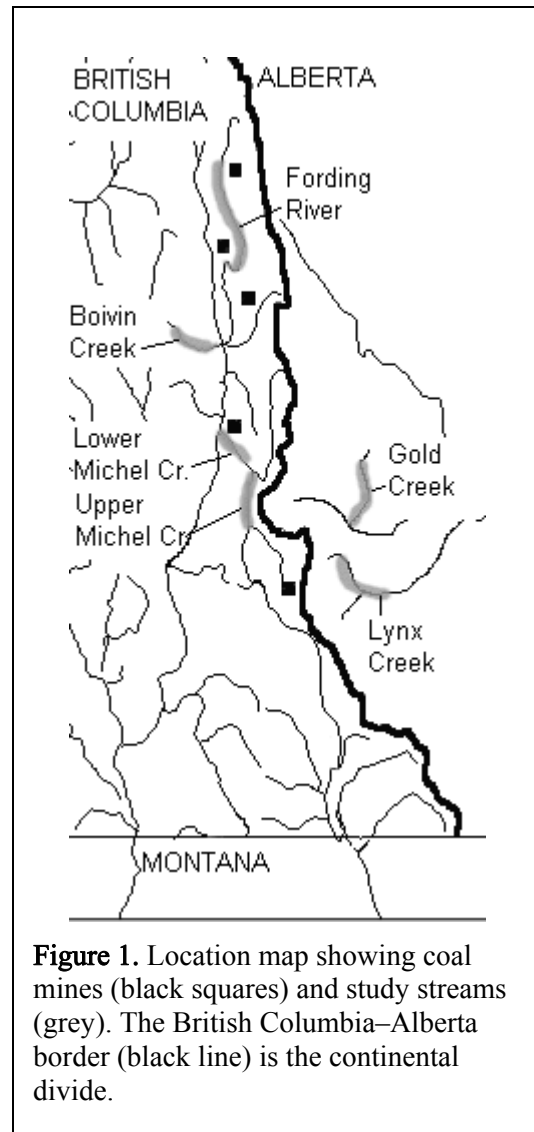 BRITISH
COLUMBIA
ALBERTA
Fording
River
Boivin
Creek
Lower
Michel Cr.
Upper
Michel Cr
Gold
Creek
Lynx
Creek
MONTANA
Figure 1. Location map showing coal
mines (black squares) and study streams
(grey). The British Columbia–Alberta
border (black line) is the continental
divide.